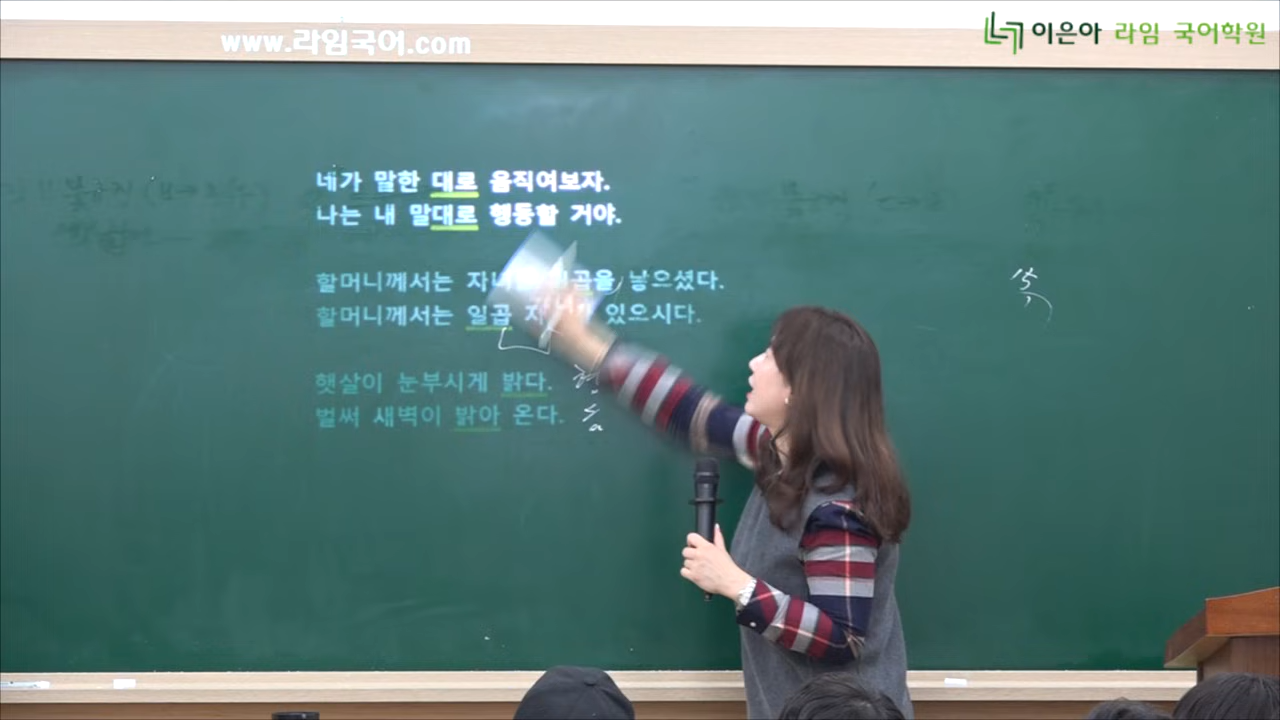 www.라임국어.com
이은아 라임 국어학원
네가 말한 대로 움직여보자.
나는 내 말대로 행동할 거야.
할머니께서는 낳으셨다.
할머니께서는 일곱 있으시다.
햇살이 눈부시게 밝다.
벌써 새벽이 밝아 온다.